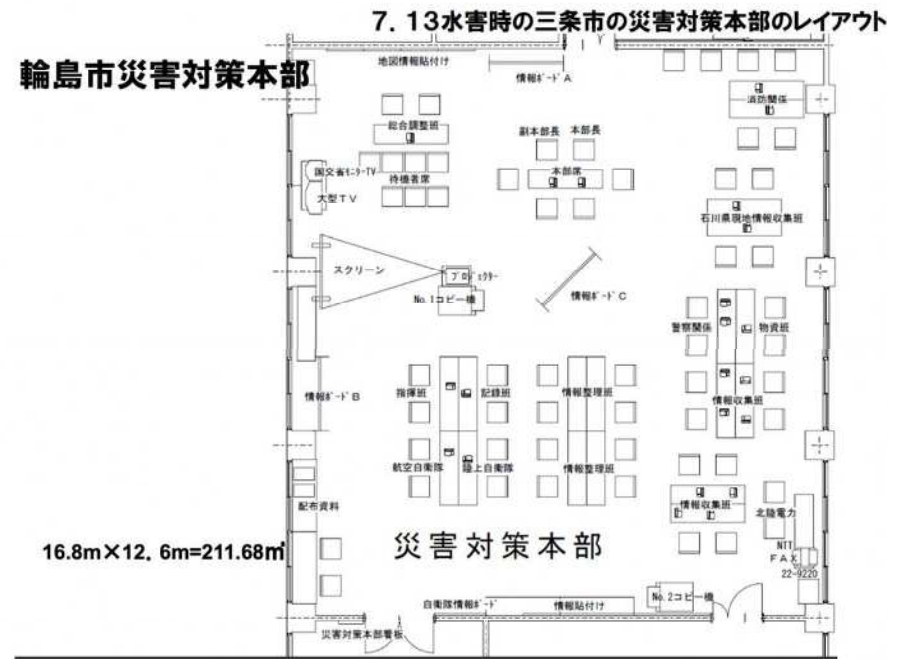 7．13水害時の三条市の災害対策本部のレイアウト
輪島市災害対策本部
地図情報貼付け
情報ボードA
消防関係
総合調整班
副本部長
本部長
国交省モニターTV
待機者席
本部席
大型TV
石川県現地情報収集班
スクリーン
プロジェクター
情報ボードC
No.1コピー機
警察関係
物資班
情報ボードB
指揮班
記録班
情報整理班
情報収集班
航空自衛隊
陸上自衛隊
情報整理班
配布資料
情報収集班
北陸電力
16.8m×12．6m=211.68㎡
災害対策本部
NTT
FAX
22-9220
自衛隊情報ボード
情報貼付け
No.2コピー機
災害対策本部看板